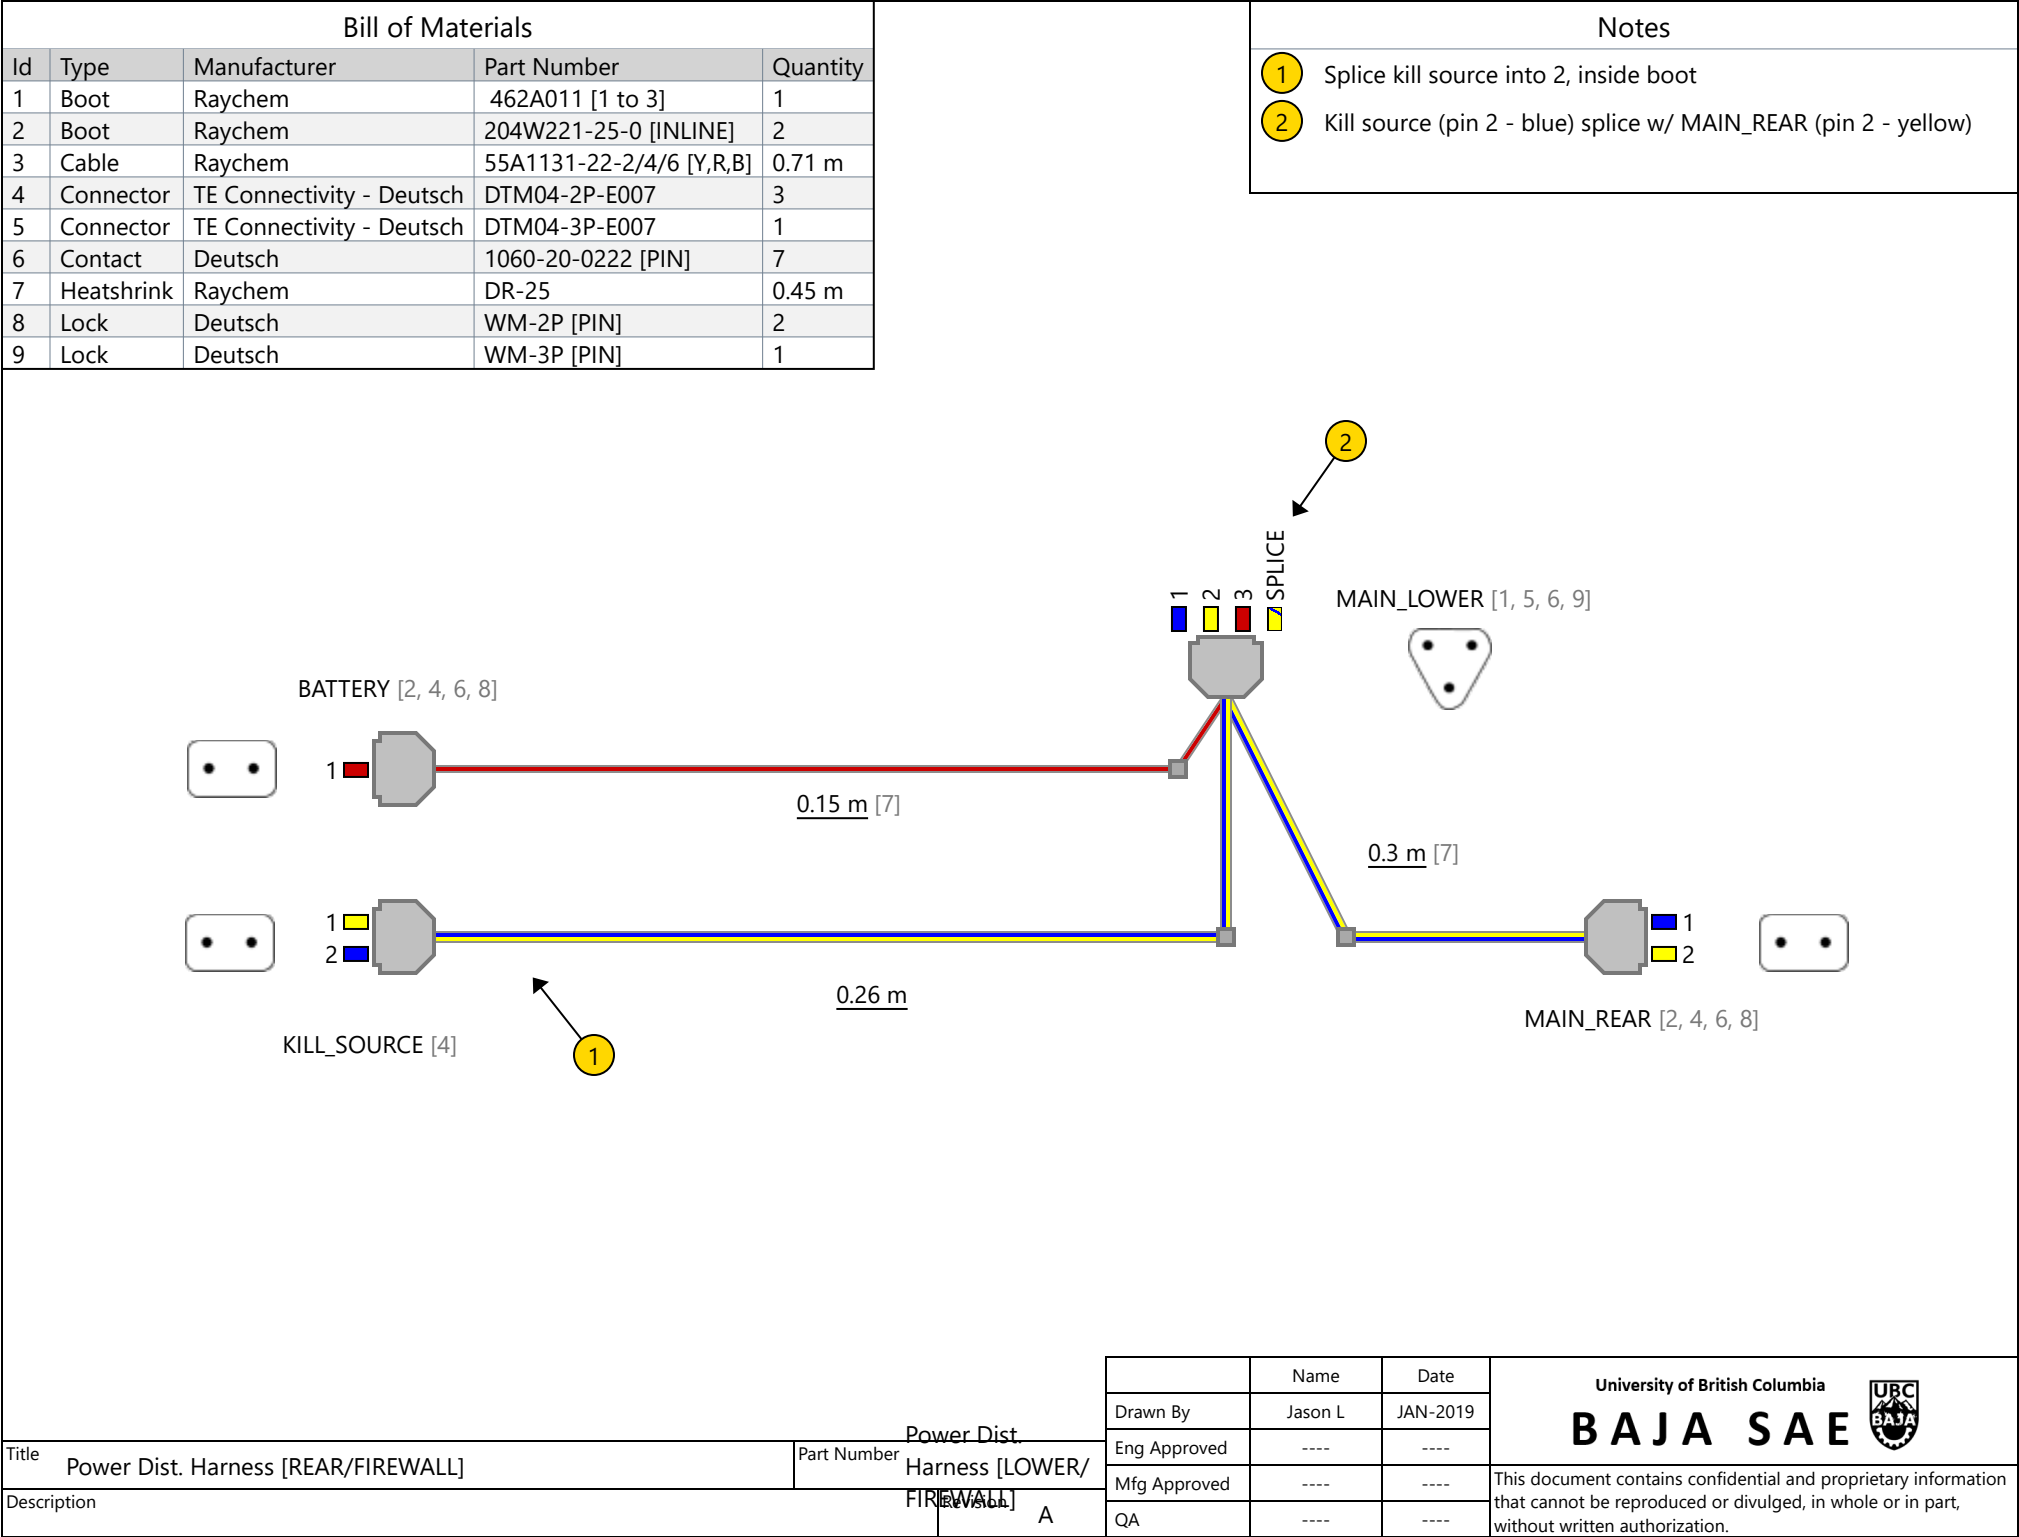 Bill of Materials
Id Type Manufacturer Part Number Quantity
1 Boot Raychem 462A011 [1 to 3] 1
2 Boot Raychem 204W221-25-0 [INLINE] 2
3 Cable Raychem 55A1131-22-2/4/6 [Y,R,B] 0.71 m
4 Connector TE Connectivity - Deutsch DTM04-2P-E007 3
5 Connector TE Connectivity - Deutsch DTM04-3P-E007 1
6 Contact Deutsch 1060-20-0222 [PIN] 7
7 Heatshrink Raychem DR-25 0.45 m
8 Lock Deutsch WM-2P [PIN] 2
9 Lock Deutsch WM-3P [PIN] 1
Notes
1 Splice kill source into 2, inside boot
2 Kill source (pin 2 - blue) splice w/ MAIN_REAR (pin 2 - yellow)
2
1 2 3 SPLICE
MAIN_LOWER [1, 5, 6, 9]
BATTERY [2, 4, 6, 8]
1
0.15 m [7]
0.3 m [7]
1
2
KILL_SOURCE [4]
1
0.26 m
1
2
MAIN_REAR [2, 4, 6, 8]
Title Power Dist. Harness [REAR/FIREWALL]
Part Number
Power Dist.
Harness [LOWER/
FIREWALL]
Description
Revision A
Name Date
Drawn By Jason L JAN-2019
Eng Approved ---- ----
Mfg Approved ---- ----
QA ---- ----
University of British Columbia
BAJA SAE
UBC
BAJA
This document contains confidential and proprietary information
that cannot be reproduced or divulged, in whole or in part,
without written authorization.